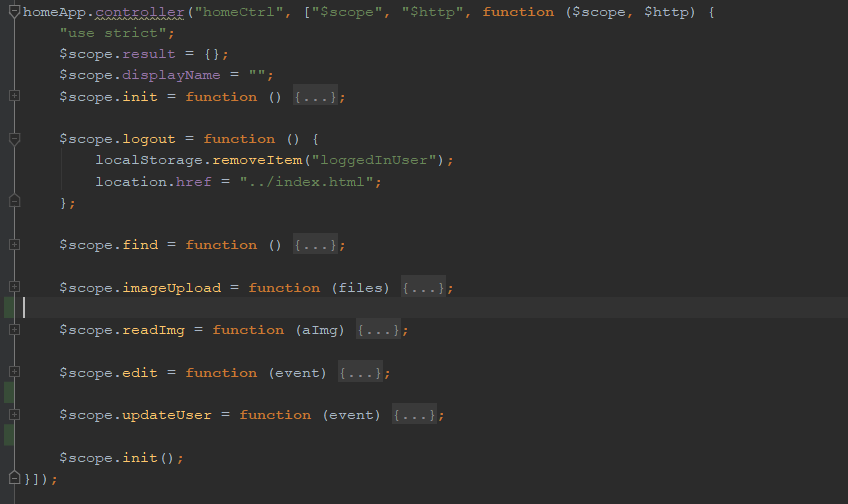 homeApp.controller("homeCtrl", ["$scope", "$http", function ($scope, $http) {
"use strict";
$scope.result = {};
$scope.displayName = "";
$scope.init = function () {...};
$scope.logout = function () {
localStorage.removeItem("loggedInUser");
location.href = "../index.html";
};
$scope.find = function () {...};
$scope.imageUpload = function (files) {...};
$scope.readImg = function (aImg) {...};
$scope.edit = function (event) {...};
$scope.updateUser = function (event) {...};
$scope.init();
}]);